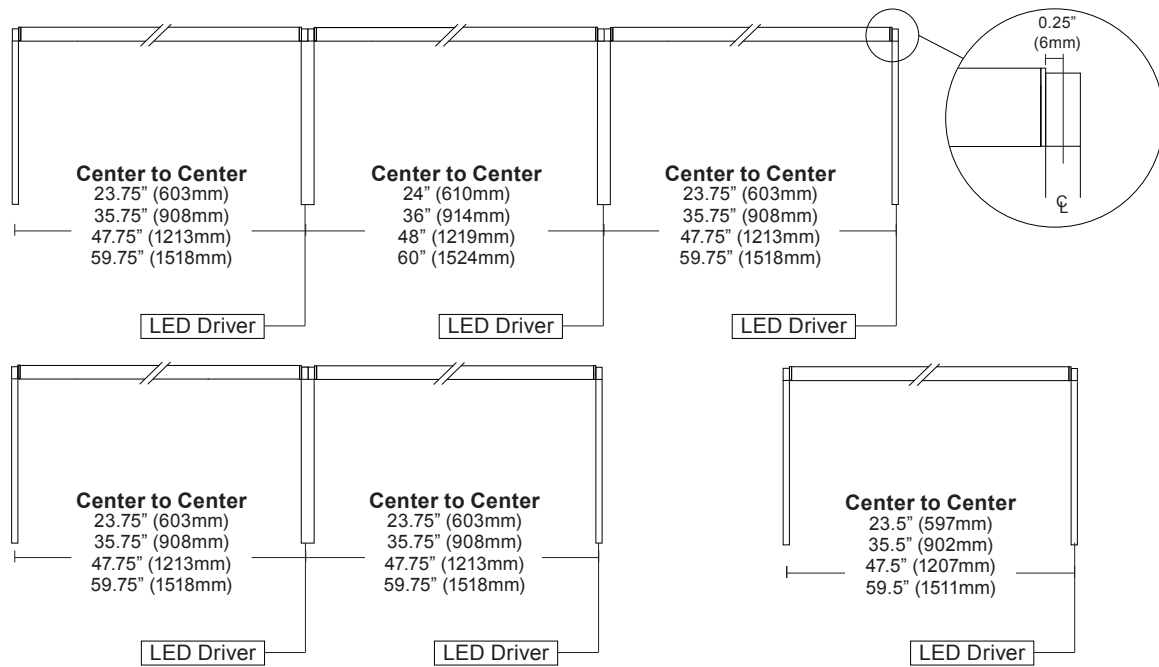 0.25”
(6mm)
℄
Center to Center
23.75” (603mm)
35.75” (908mm)
47.75” (1213mm)
59.75” (1518mm)
Center to Center
24” (610mm)
36” (914mm)
48” (1219mm)
60” (1524mm)
Center to Center
23.75” (603mm)
35.75” (908mm)
47.75” (1213mm)
59.75” (1518mm)
LED Driver
LED Driver
LED Driver
Center to Center
23.75” (603mm)
35.75” (908mm)
47.75” (1213mm)
59.75” (1518mm)
Center to Center
23.75” (603mm)
35.75” (908mm)
47.75” (1213mm)
59.75” (1518mm)
Center to Center
23.5” (597mm)
35.5” (902mm)
47.5” (1207mm)
59.5” (1511mm)
LED Driver
LED Driver
LED Driver